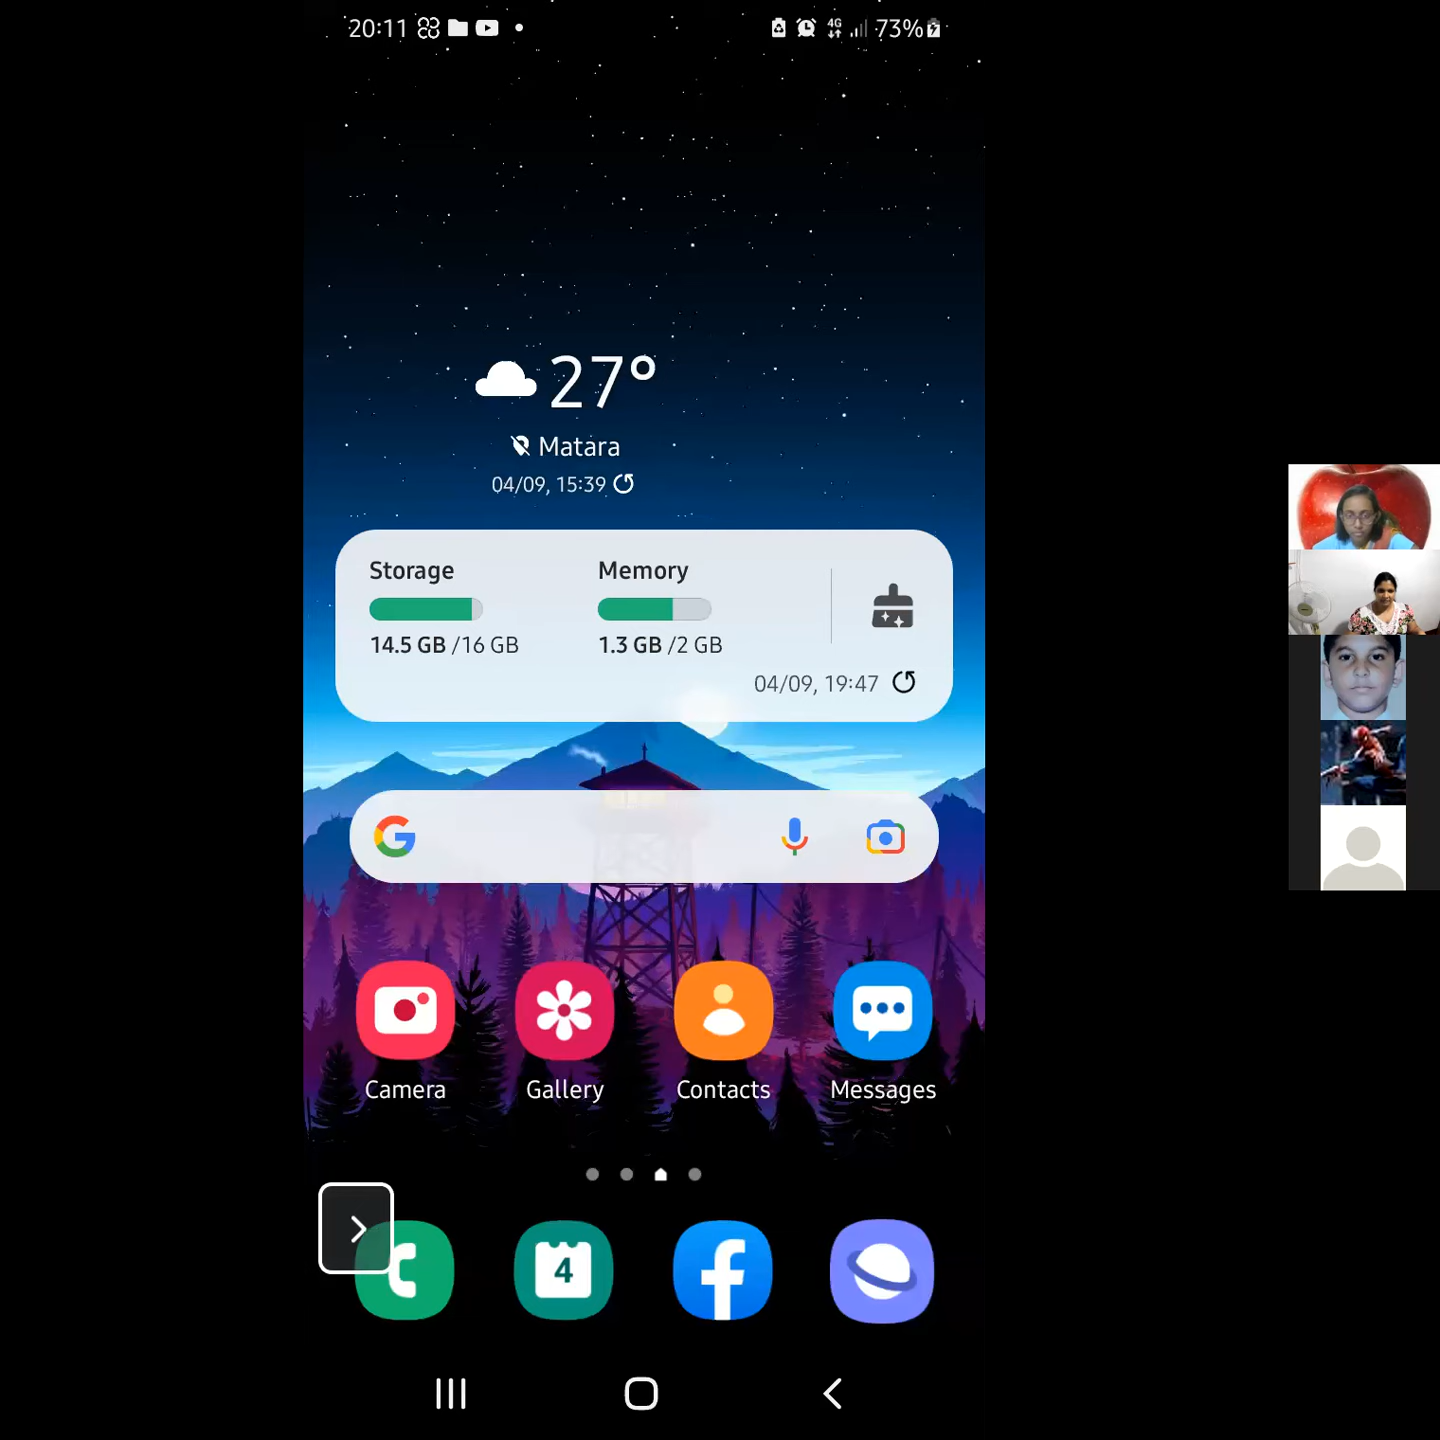 20:11
4G 73%
27°
Matara
04/09, 15:39
Storage
Memory
14.5 GB /16 GB
1.3 GB /2 GB
04/09, 19:47
Camera
Gallery
Contacts
Messages
4